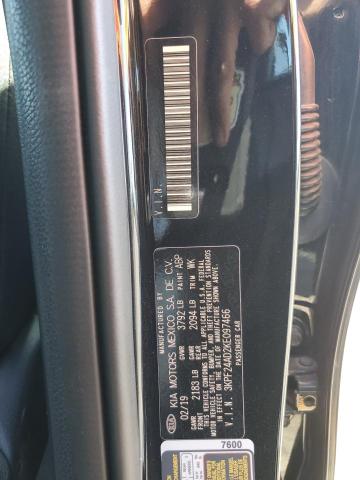 V.I.N.
KIA KIA MOTORS MEXICO S.A. DE C.V.
02/19 GVWR 3792 LB PAINT ABP
GAWR FRONT 2183 LB GAWR REAR 2094 LB TRIM WK
THIS VEHICLE CONFORMS TO ALL APPLICABLE U.S.A. FEDERAL
MOTOR VEHICLE SAFETY, BUMPER, AND THEFT PREVENTION STANDARDS
IN EFFECT ON THE DATE OF MANUFACTURE SHOWN ABOVE.
V.I.N. 3KPF24AD2KE097466
PASSENGER CAR
7600